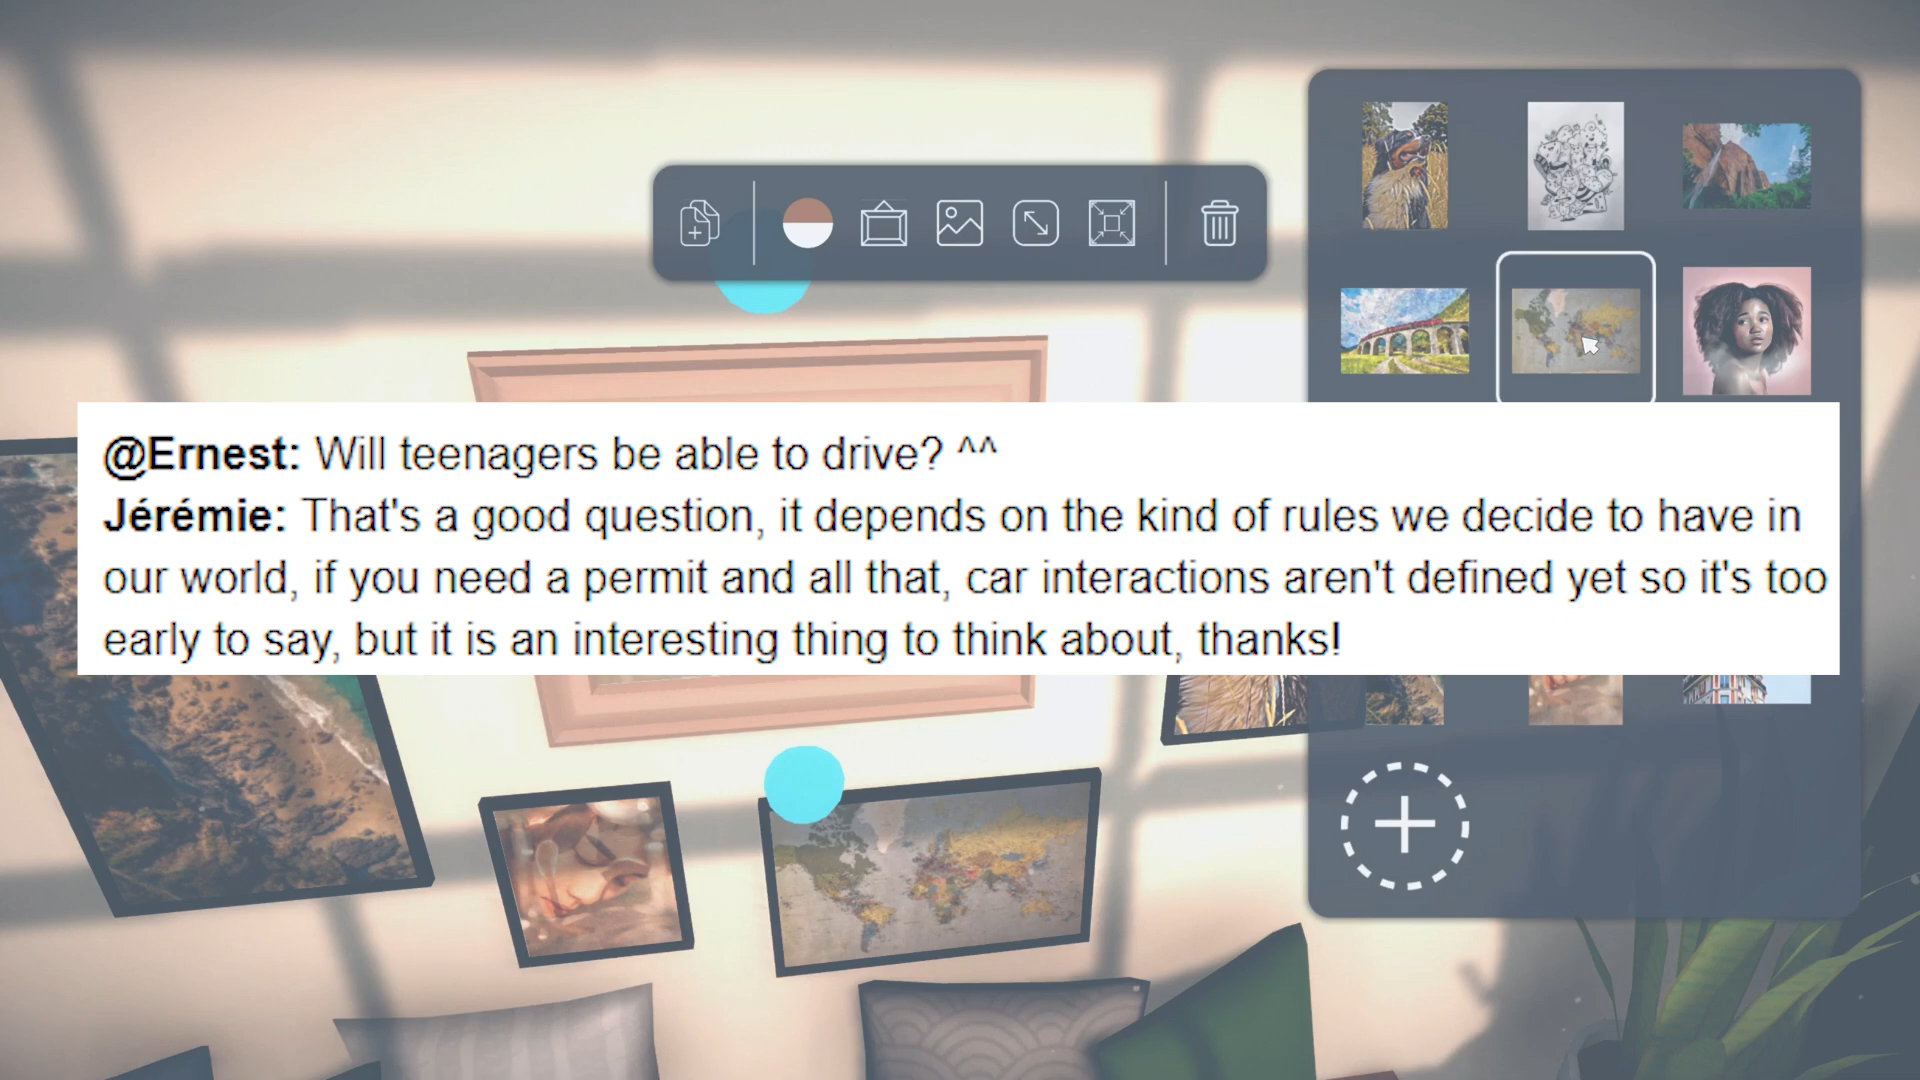 @Ernest: Will teenagers be able to drive? ^^
Jérémie: That's a good question, it depends on the kind of rules we decide to have in
our world, if you need a permit and all that, car interactions aren't defined yet so it's too
early to say, but it is an interesting thing to think about, thanks!